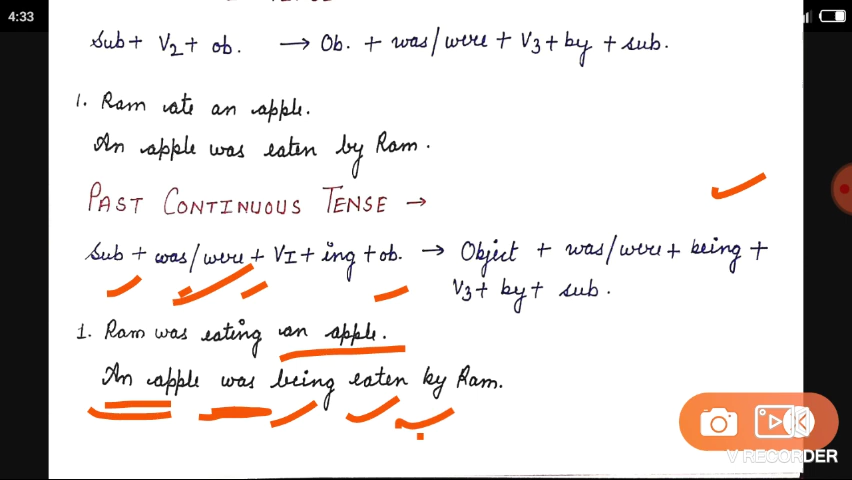 4:33
Sub + V2 + ob. → Ob. + was/were + V3 + by + sub.
1. Ram ate an apple.
An apple was eaten by Ram.
PAST CONTINUOUS TENSE →
Sub + was/were + V1 + ing + ob. → Object + was/were + being +
V3 + by + sub.
1. Ram was eating an apple.
An apple was being eaten by Ram.
V RECORDER